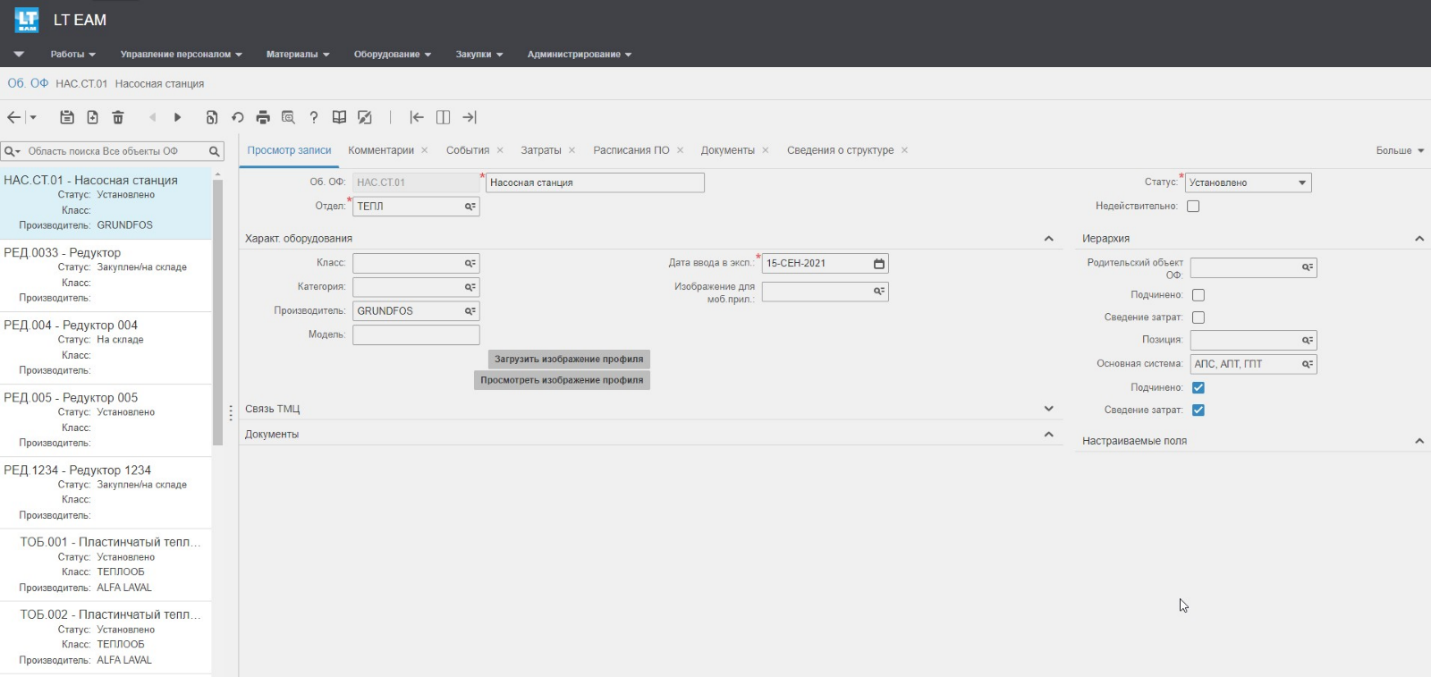 LT
EAM
LT EAM
Работы
Управление персоналом
Материалы
Оборудование
Закупки
Администрирование
Об. ОФ НАС.СТ.01 Насосная станция
Область поиска Все объекты ОФ
НАС.СТ.01 - Насосная станция
Статус: Установлено
Класс:
Производитель: GRUNDFOS
РЕД.0033 - Редуктор
Статус: Закуплен/на складе
Класс:
Производитель:
РЕД.004 - Редуктор 004
Статус: На складе
Класс:
Производитель:
РЕД.005 - Редуктор 005
Статус: Установлено
Класс:
Производитель:
РЕД.1234 - Редуктор 1234
Статус: Закуплен/на складе
Класс:
Производитель:
ТОБ.001 - Пластинчатый тепл...
Статус: Установлено
Класс: ТЕПЛООБ
Производитель: ALFA LAVAL
ТОБ.002 - Пластинчатый тепл...
Статус: Установлено
Класс: ТЕПЛООБ
Производитель: ALFA LAVAL
Просмотр записи
Комментарии ×
События ×
Затраты ×
Расписания ПО ×
Документы ×
Сведения о структуре ×
Больше
Об. ОФ: НАС.СТ.01 * Насосная станция
Отдел: * ТЕПЛ
Статус: * Установлено
Недействительно:
Характ. оборудования
Класс:
Категория:
Производитель: GRUNDFOS
Модель:
Дата ввода в эксп.: * 15-СЕН-2021
Изображение для
моб.прил.:
Загрузить изображение профиля
Просмотреть изображение профиля
Связь ТМЦ
Документы
Иерархия
Родительский объект
ОФ:
Подчинено:
Сведение затрат:
Позиция:
Основная система: АПС, АПТ, ГПТ
Подчинено:
Сведение затрат:
Настраиваемые поля